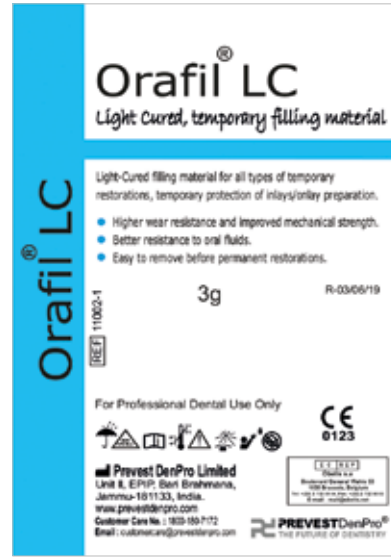 Orafil® LC
Light Cured, temporary filling material
Orafil® LC
Light-Cured filling material for all types of temporary
restorations, temporary protection of inlays/onlay preparation.
Higher wear resistance and improved mechanical strength.
Better resistance to oral fluids.
Easy to remove before permanent restorations.
3g
R-03/06/19
REF 11002-1
For Professional Dental Use Only
CE
0123
Prevest DenPro Limited
Unit II, EPIP, Bari Brahmana,
Jammu-181133, India.
www.prevestdenpro.com
Customer Care No. : 1800-180-7172
Email : customercare@prevestdenpro.com
EC REP
PREVESTDenPro®
THE FUTURE OF DENTISTRY